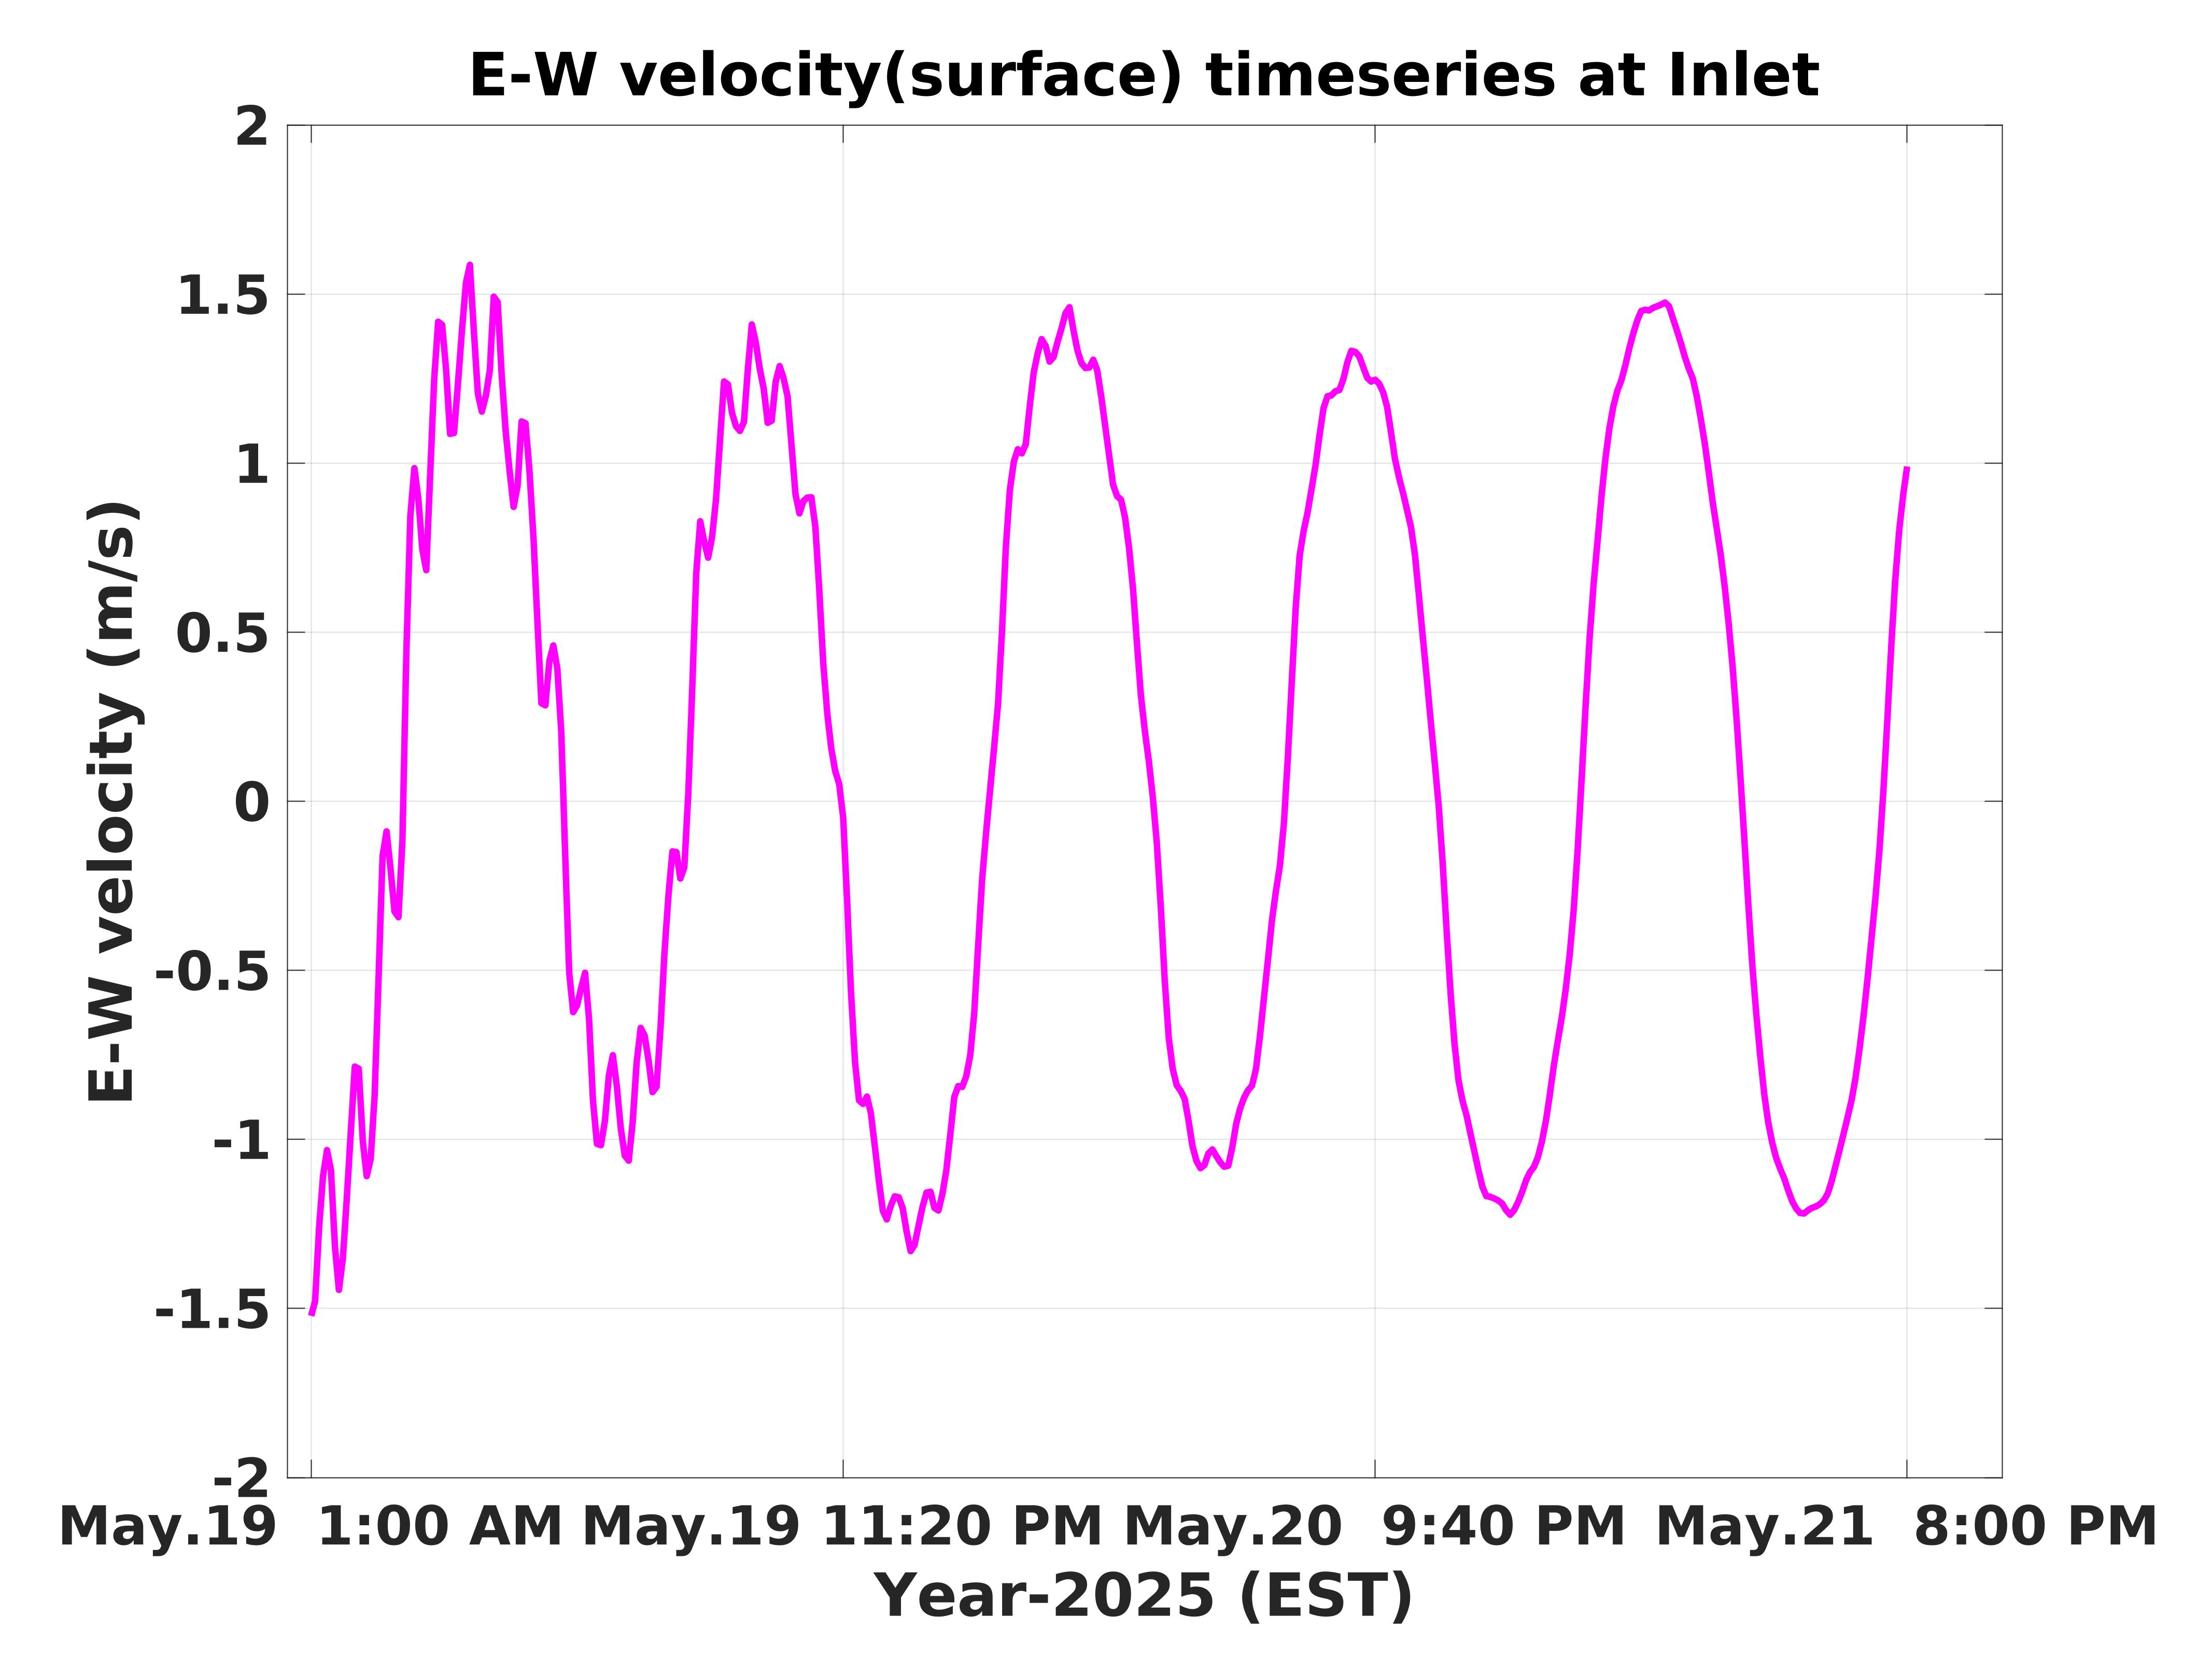 E-W velocity(surface) timeseries at Inlet
E-W velocity (m/s)
2
1.5
1
0.5
0
-0.5
-1
-1.5
-2
May.19  1:00 AM May.19 11:20 PM May.20  9:40 PM May.21  8:00 PM
Year-2025 (EST)